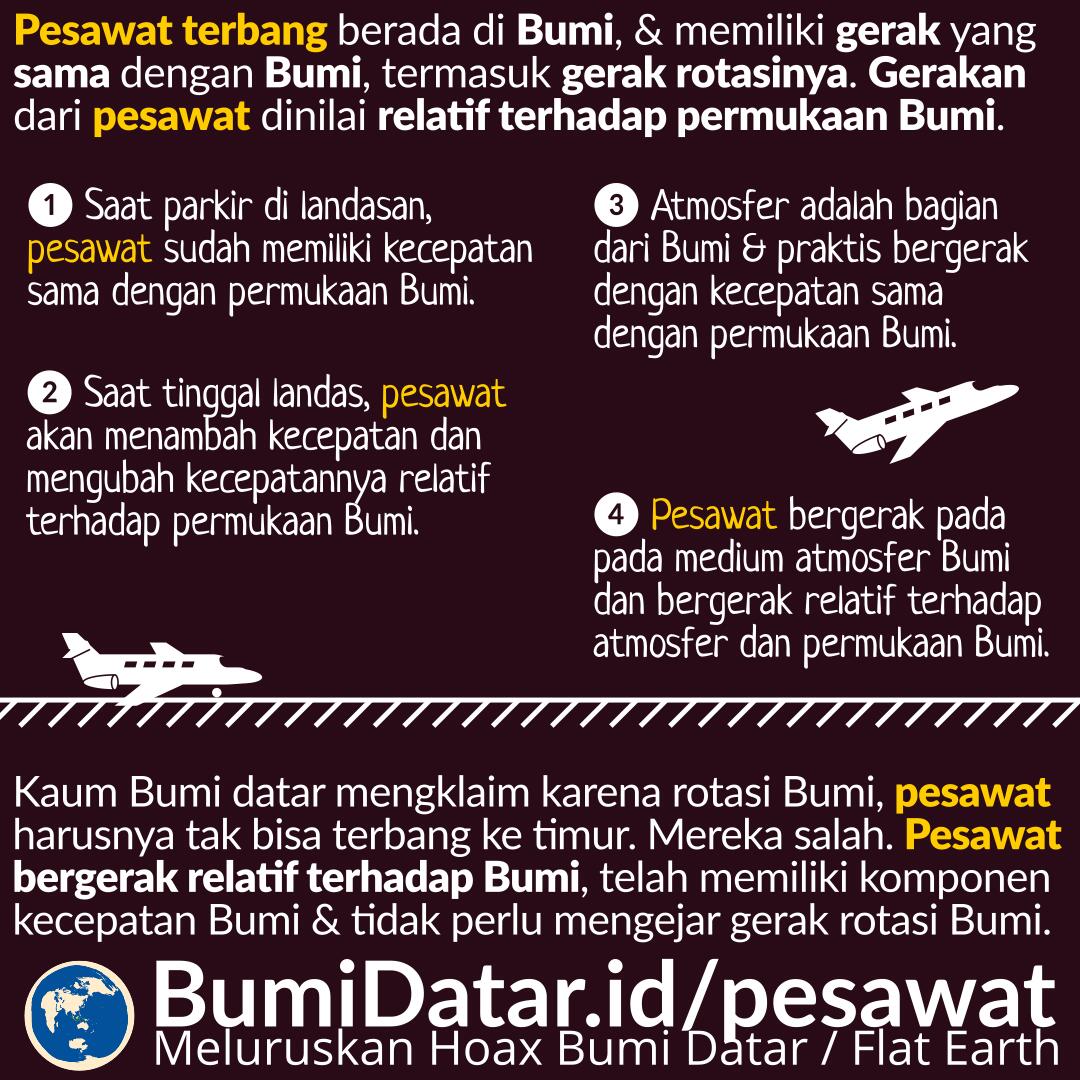 Pesawat terbang berada di Bumi, & memiliki gerak yang
sama dengan Bumi, termasuk gerak rotasinya. Gerakan
dari pesawat dinilai relatif terhadap permukaan Bumi.
1 Saat parkir di landasan,
pesawat sudah memiliki kecepatan
sama dengan permukaan Bumi.
2 Saat tinggal landas, pesawat
akan menambah kecepatan dan
mengubah kecepatannya relatif
terhadap permukaan Bumi.
3 Atmosfer adalah bagian
dari Bumi & praktis bergerak
dengan kecepatan sama
dengan permukaan Bumi.
4 Pesawat bergerak pada
pada medium atmosfer Bumi
dan bergerak relatif terhadap
atmosfer dan permukaan Bumi.
Kaum Bumi datar mengklaim karena rotasi Bumi, pesawat
harusnya tak bisa terbang ke timur. Mereka salah. Pesawat
bergerak relatif terhadap Bumi, telah memiliki komponen
kecepatan Bumi & tidak perlu mengejar gerak rotasi Bumi.
BumiDatar.id/pesawat
Meluruskan Hoax Bumi Datar / Flat Earth